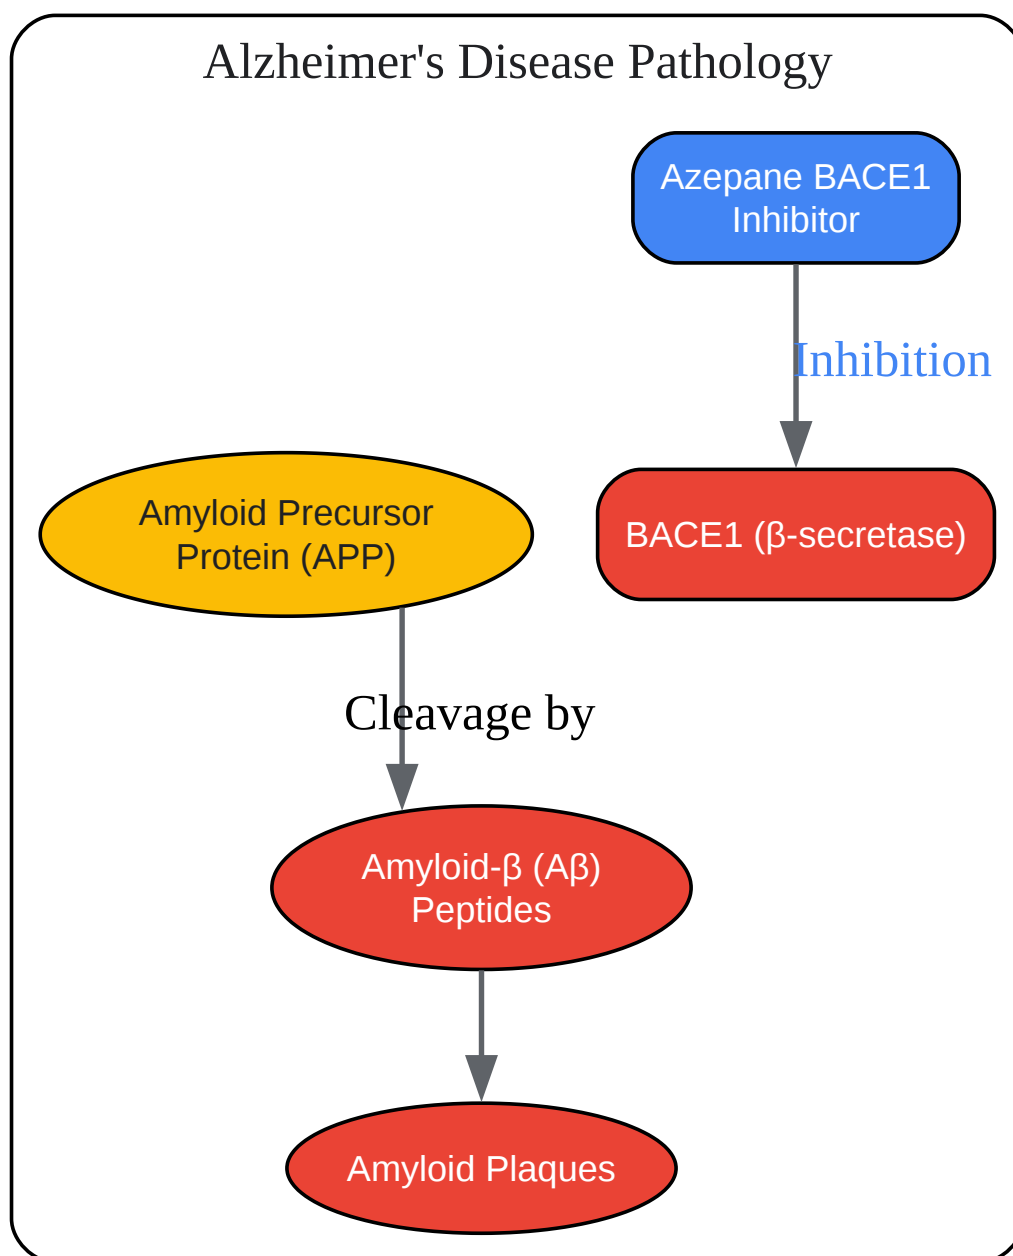 Alzheimer's Disease Pathology
Azepane BACE1
Inhibitor
Inhibition
Amyloid Precursor
Protein (APP)
BACE1 (β-secretase)
Cleavage by
Amyloid-β (Aβ)
Peptides
Amyloid Plaques